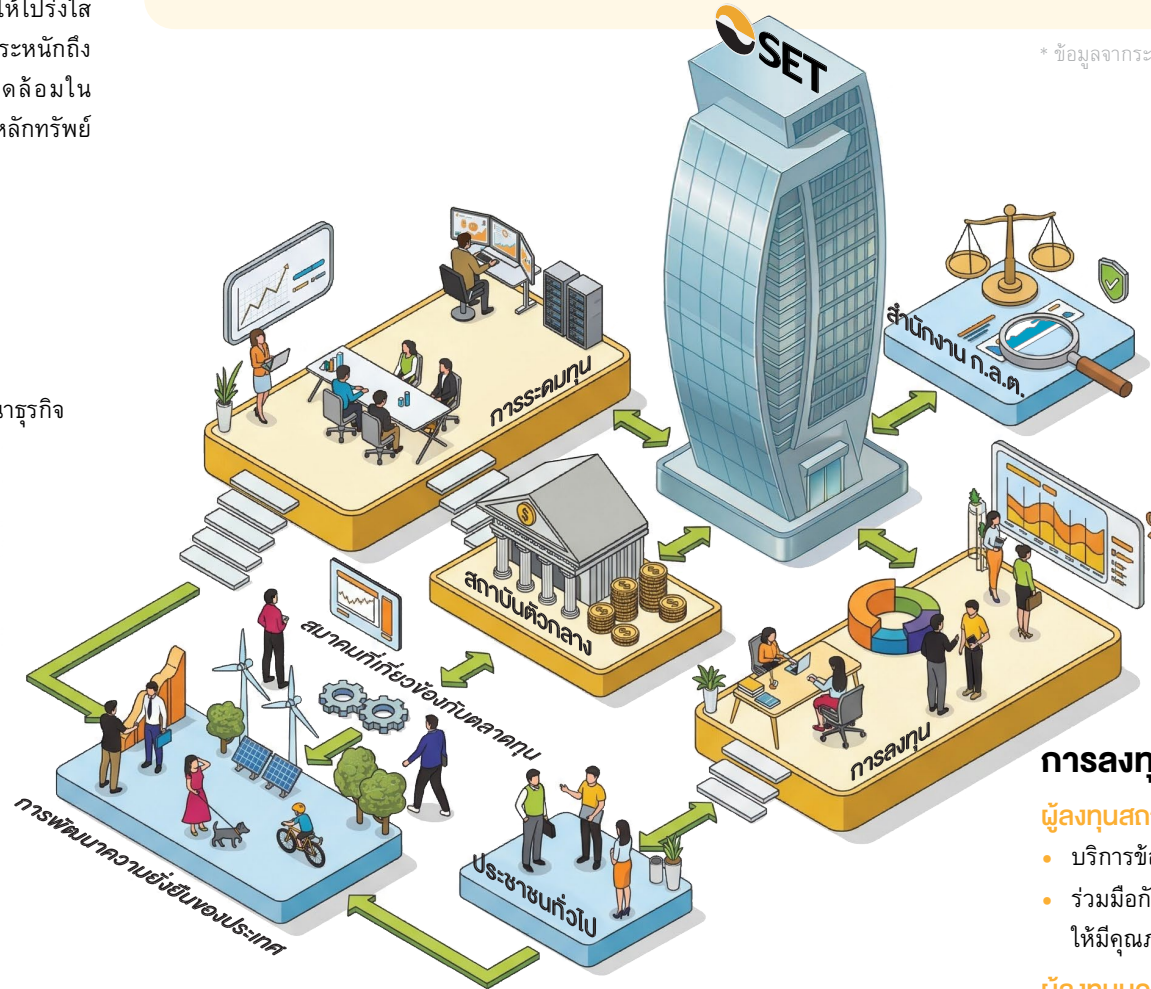 ให้โปร่งใส
ระหนักถึง
ดล้อมใน
หลักทรัพย์
SET
* ข้อมูลจากระ
สำนักงาน ก.ล.ต.
การระดมทุน
าธุรกิจ
สถาบันตัวกลาง
สมาคมที่เกี่ยวข้องกับตลาดทุน
การลงทุน
การพัฒนาความยั่งยืนของประเทศ
ประชาชนทั่วไป
การลงทุ
ผู้ลงทุนสถ
• บริการข้อ
• ร่วมมือกั
ให้มีคุณภ